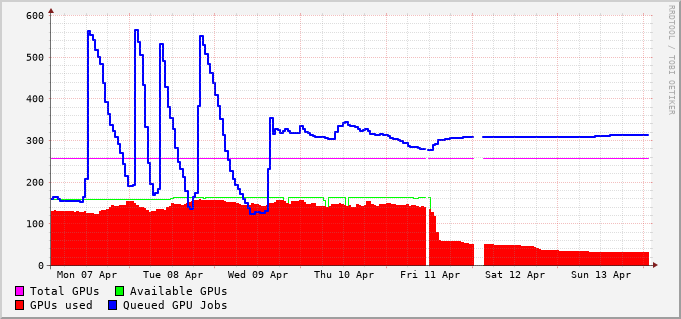 600
500
400
300
200
100
0
Mon 07 Apr Tue 08 Apr Wed 09 Apr Thu 10 Apr Fri 11 Apr Sat 12 Apr Sun 13 Apr
Total GPUs Available GPUs
GPUs used Queued GPU Jobs
RRDTOOL / TOBI OETIKER